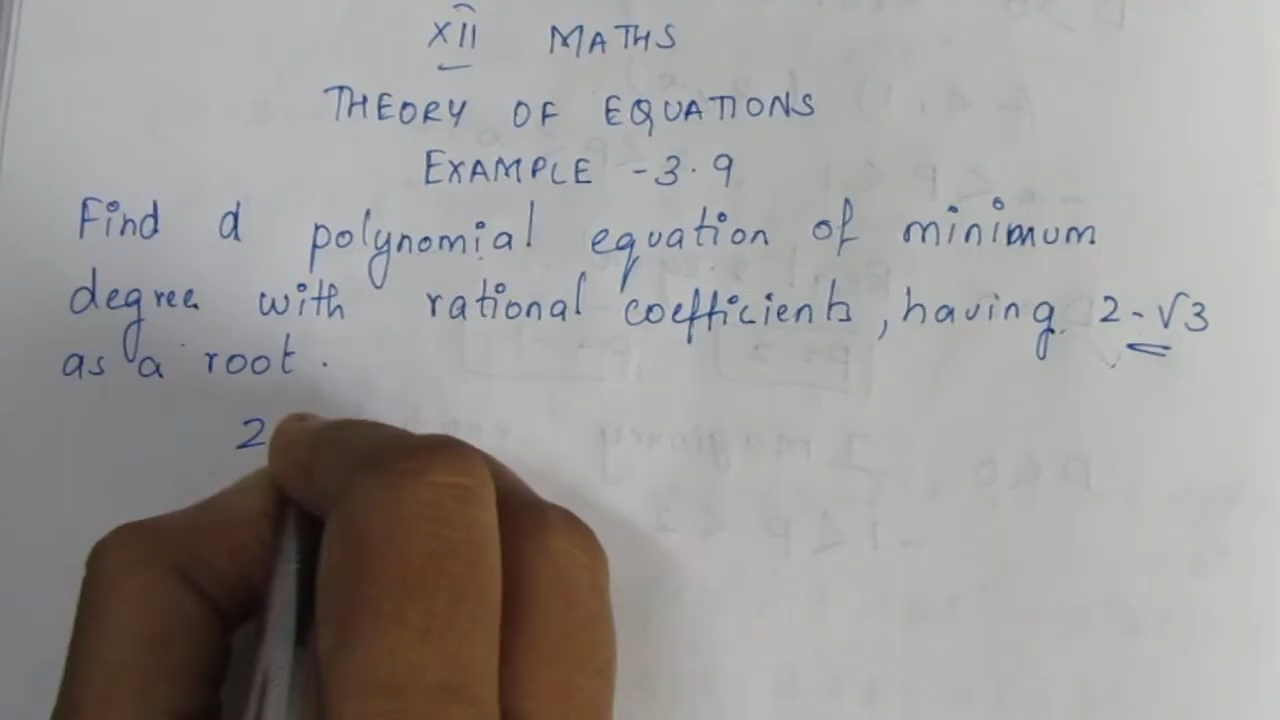 XII MATHS
THEORY OF EQUATIONS
EXAMPLE - 3.9
Find a polynomial equation of minimum
degree with rational coefficients, having 2-√3
as a root.
2